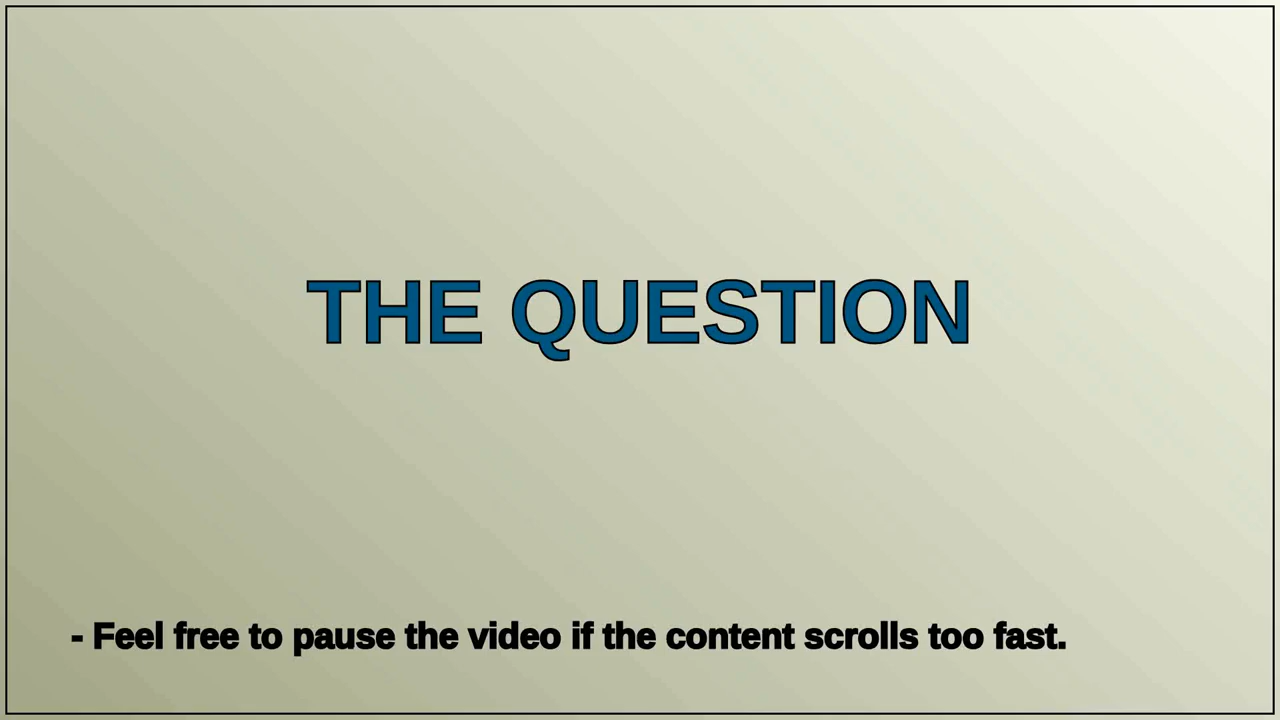 THE QUESTION
- Feel free to pause the video if the content scrolls too fast.